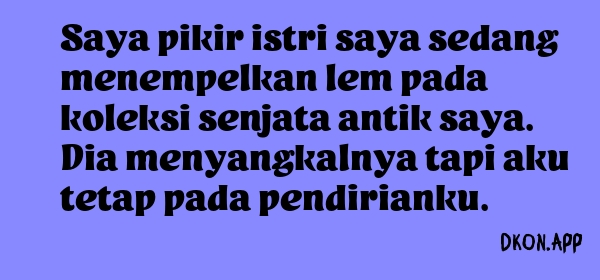 Saya pikir istri saya sedang
menempelkan lem pada
koleksi senjata antik saya.
Dia menyangkalnya tapi aku
tetap pada pendirianku.
DKON.APP